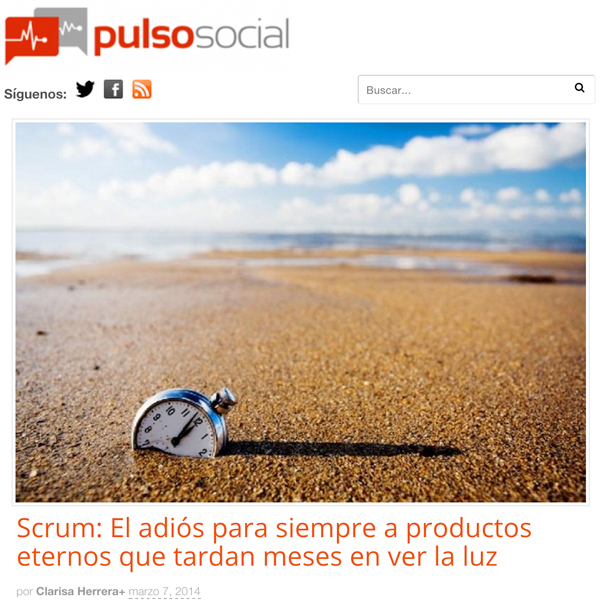 pulsosocial
Síguenos:
Buscar...
Scrum: El adiós para siempre a productos
eternos que tardan meses en ver la luz
por Clarisa Herrera+ marzo 7, 2014